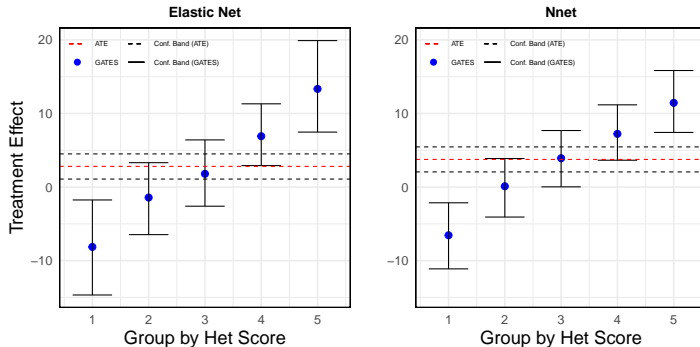 Elastic Net
Treatment Effect
20
10
0
−10
ATE
GATES
Conf. Band (ATE)
Conf. Band (GATES)
1 2 3 4 5
Group by Het Score
Nnet
20
10
0
−10
ATE
GATES
Conf. Band (ATE)
Conf. Band (GATES)
1 2 3 4 5
Group by Het Score